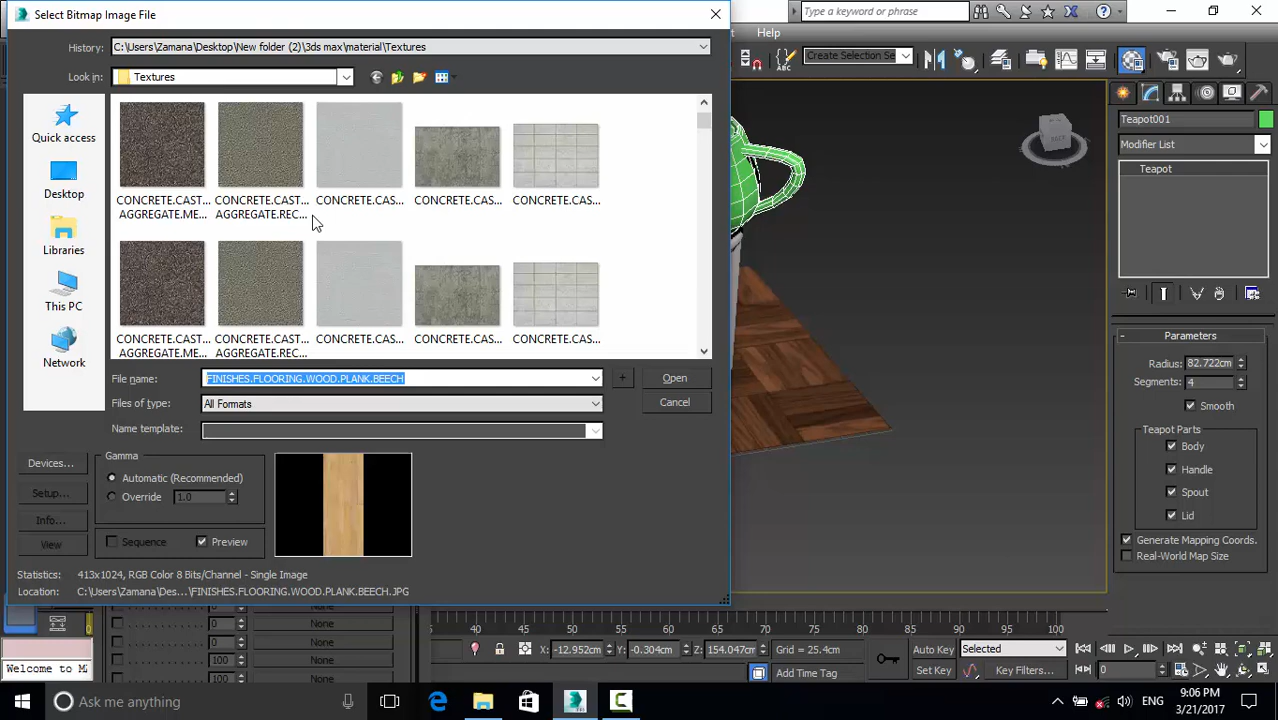 Select Bitmap Image File
Type a keyword or phrase
History:
C:\Users\Zamana\Desktop\New folder (2)\3ds max\material\Textures
Help
Look in:
Textures
Create Selection Se
Quick access
Desktop
Libraries
This PC
Network
CONCRETE.CAST... AGGREGATE.ME...
CONCRETE.CAST... AGGREGATE.REC...
CONCRETE.CAS...
CONCRETE.CAS...
CONCRETE.CAS...
CONCRETE.CAST... AGGREGATE.ME...
CONCRETE.CAST... AGGREGATE.REC...
CONCRETE.CAS...
CONCRETE.CAS...
CONCRETE.CAS...
File name:
FINISHES.FLOORING.WOOD.PLANK.BEECH
+
Open
Files of type:
All Formats
Cancel
Name template:
Devices...
Setup...
Info...
View
Gamma
Automatic (Recommended)
Override
1.0
Sequence
Preview
Statistics: 413x1024, RGB Color 8 Bits/Channel - Single Image
Location: C:\Users\Zamana\Des...\FINISHES.FLOORING.WOOD.PLANK.BEECH.JPG
Teapot001
Modifier List
Teapot
Parameters
Radius: 82.722cm
Segments: 4
Smooth
Teapot Parts
Body
Handle
Spout
Lid
Generate Mapping Coords.
Real-World Map Size
0 None
0 None
0 None
100 None
100 None
35 40 45 50 55 60 65 70 75 80 85 90 95 100
X: -12.952cm
Y: -0.304cm
Z: 154.047cm
Grid = 25.4cm
Auto Key
Selected
Add Time Tag
Set Key
Key Filters...
0
Welcome to M
Ask me anything
ENG
9:06 PM
3/21/2017